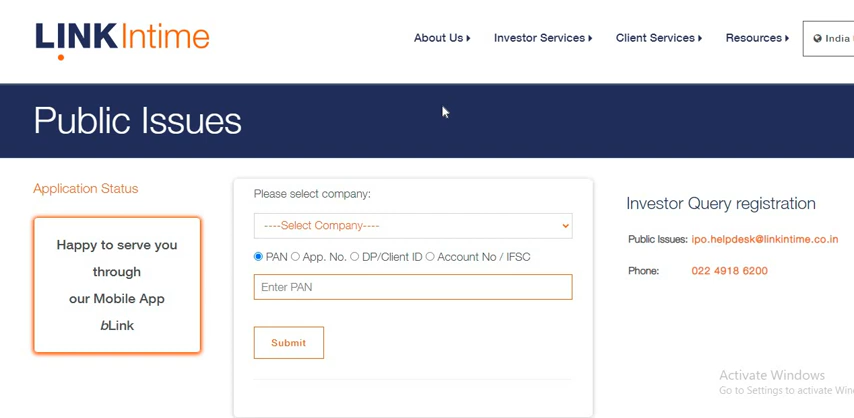 LINKIntime
About Us
Investor Services
Client Services
Resources
India
Public Issues
Application Status
Happy to serve you
through
our Mobile App
bLink
Please select company:
----Select Company----
PAN App. No. DP/Client ID Account No / IFSC
Enter PAN
Submit
Investor Query registration
Public Issues: ipo.helpdesk@linkintime.co.in
Phone: 022 4918 6200
Activate Windows
Go to Settings to activate